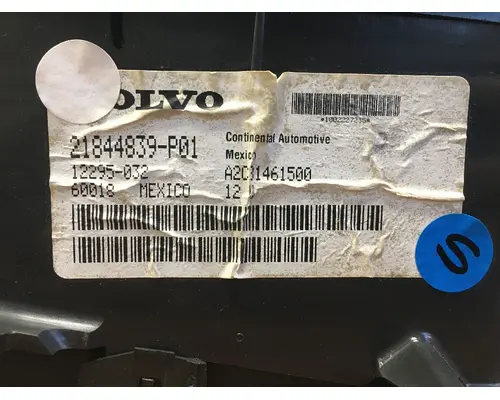 VOLVO
21844839-P01
12295-032
60018 MEXICO
Continental Automotive
Mexico
A2C31461500
12
S